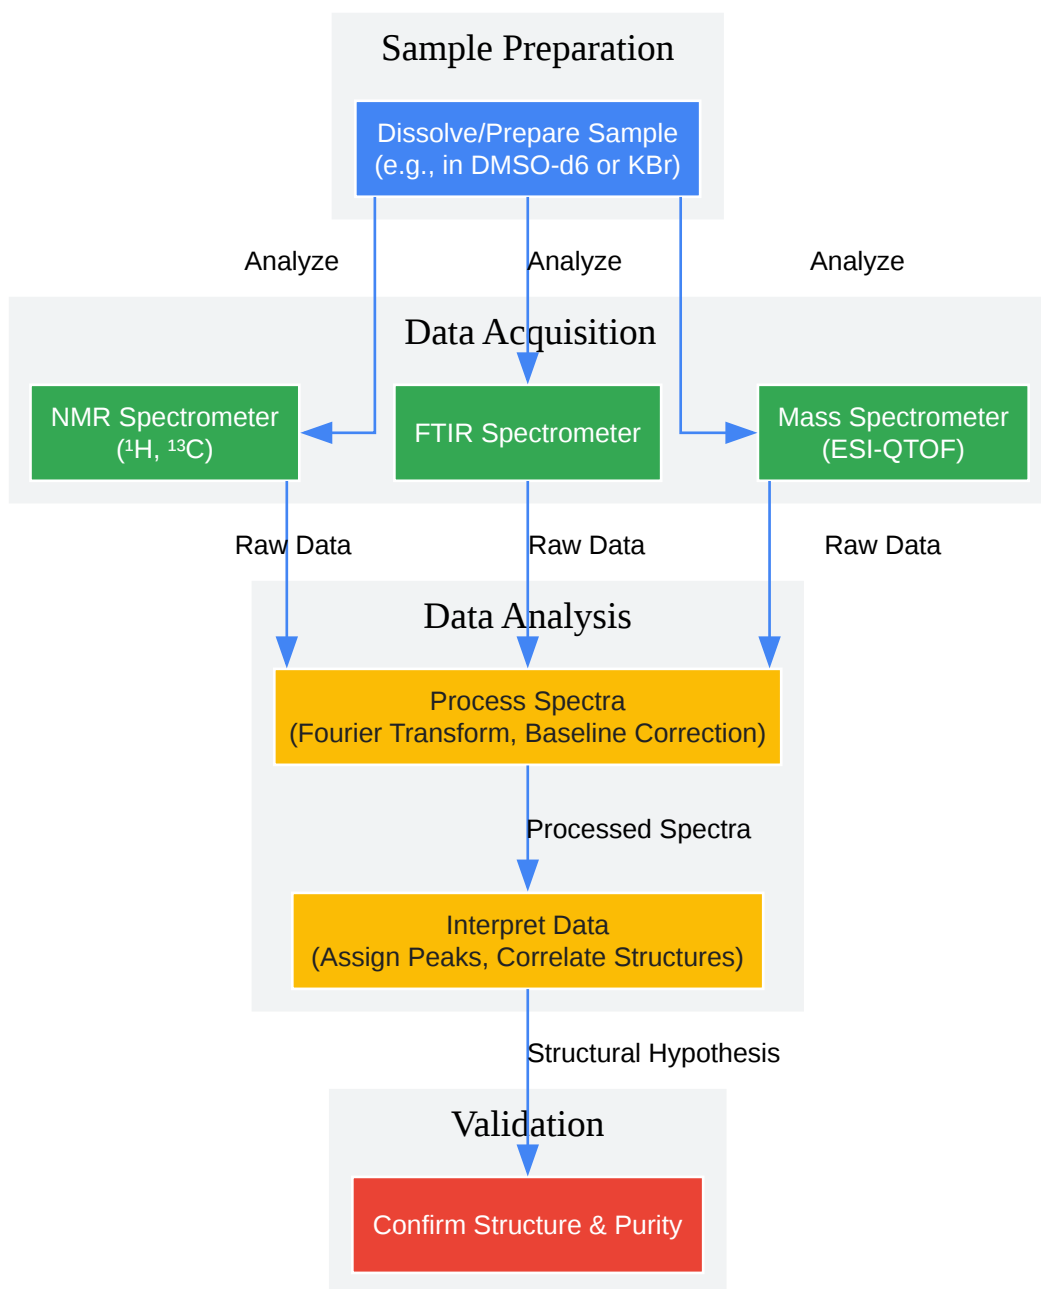 Sample Preparation
Dissolve/Prepare Sample
(e.g., in DMSO-d6 or KBr)
Analyze
Analyze
Analyze
Data Acquisition
NMR Spectrometer
(¹H, ¹³C)
FTIR Spectrometer
Mass Spectrometer
(ESI-QTOF)
Raw Data
Raw Data
Raw Data
Data Analysis
Process Spectra
(Fourier Transform, Baseline Correction)
Processed Spectra
Interpret Data
(Assign Peaks, Correlate Structures)
Structural Hypothesis
Validation
Confirm Structure & Purity